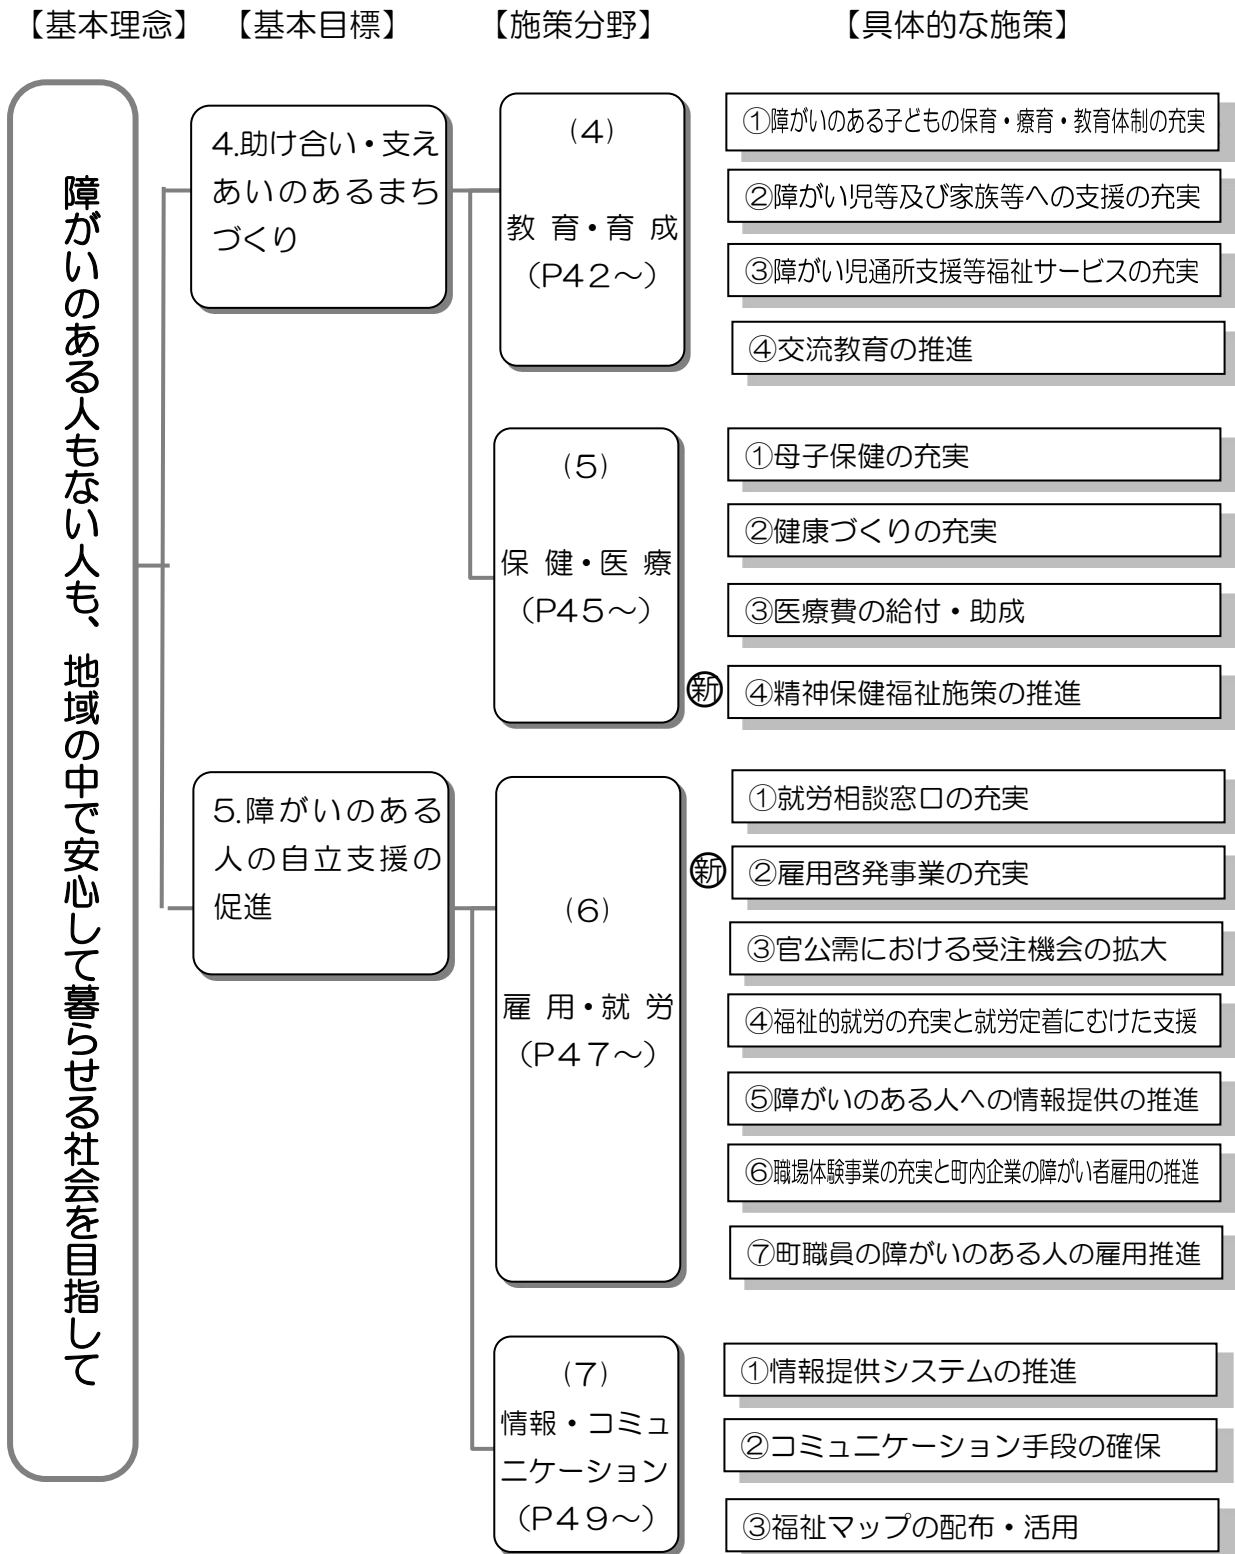 【基本理念】 【基本目標】 【施策分野】 【具体的な施策】
障がいのある人もない人も、地域の中で安心して暮らせる社会を目指して
4.助け合い・支え
あいのあるまち
づくり
(4)
教育・育成
(P42～)
①障がいのある子どもの保育・療育・教育体制の充実
②障がい児等及び家族等への支援の充実
③障がい児通所支援等福祉サービスの充実
④交流教育の推進
(5)
保健・医療
(P45～)
①母子保健の充実
②健康づくりの充実
③医療費の給付・助成
㊟新 ④精神保健福祉施策の推進
5.障がいのある
人の自立支援の
促進
(6)
雇用・就労
(P47～)
①就労相談窓口の充実
新 ②雇用啓発事業の充実
③官公需における受注機会の拡大
④福祉的就労の充実と就労定着にむけた支援
⑤障がいのある人への情報提供の推進
⑥職場体験事業の充実と町内企業の障がい者雇用の推進
⑦町職員の障がいのある人の雇用推進
(7)
情報・コミュ
ニケーション
(P49～)
①情報提供システムの推進
②コミュニケーション手段の確保
③福祉マップの配布・活用